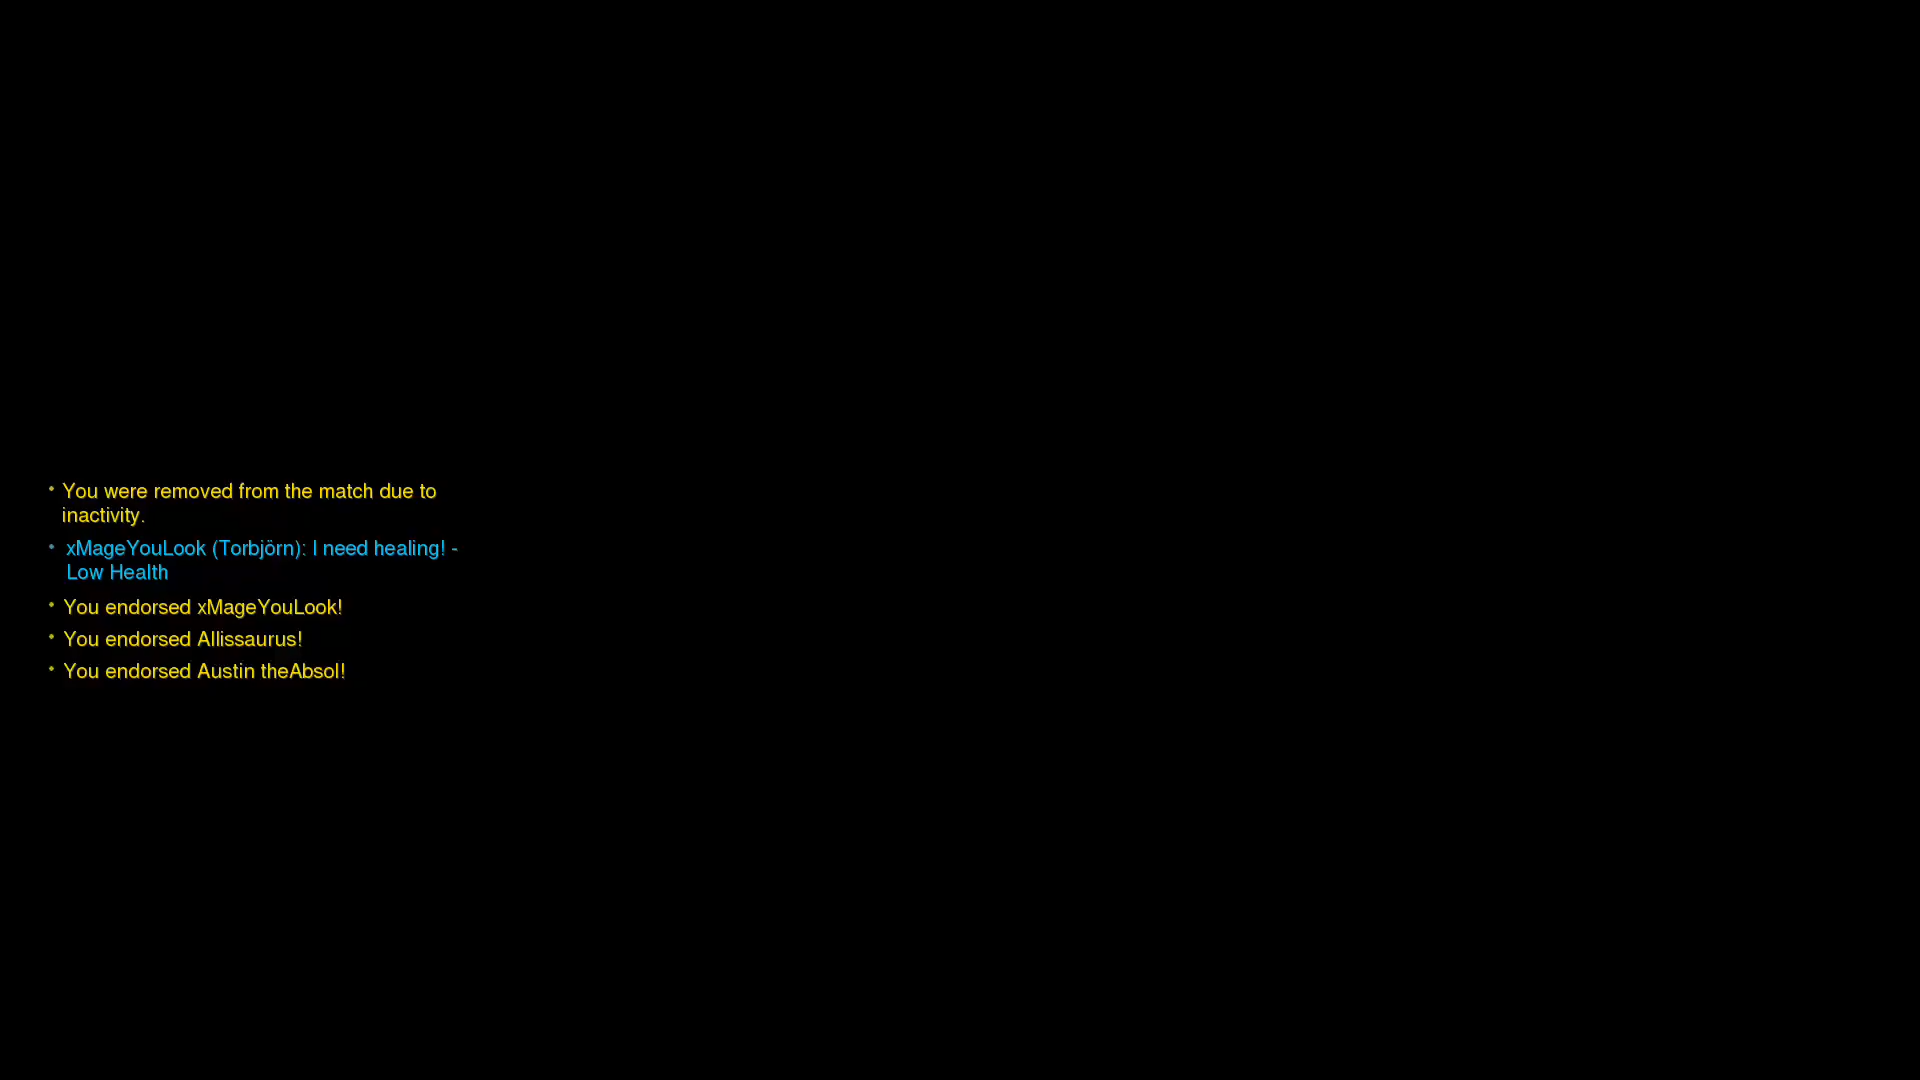 You were removed from the match due to
inactivity.
xMageYouLook (Torbjörn): I need healing! -
Low Health
You endorsed xMageYouLook!
You endorsed Allissaurus!
You endorsed Austin theAbsol!